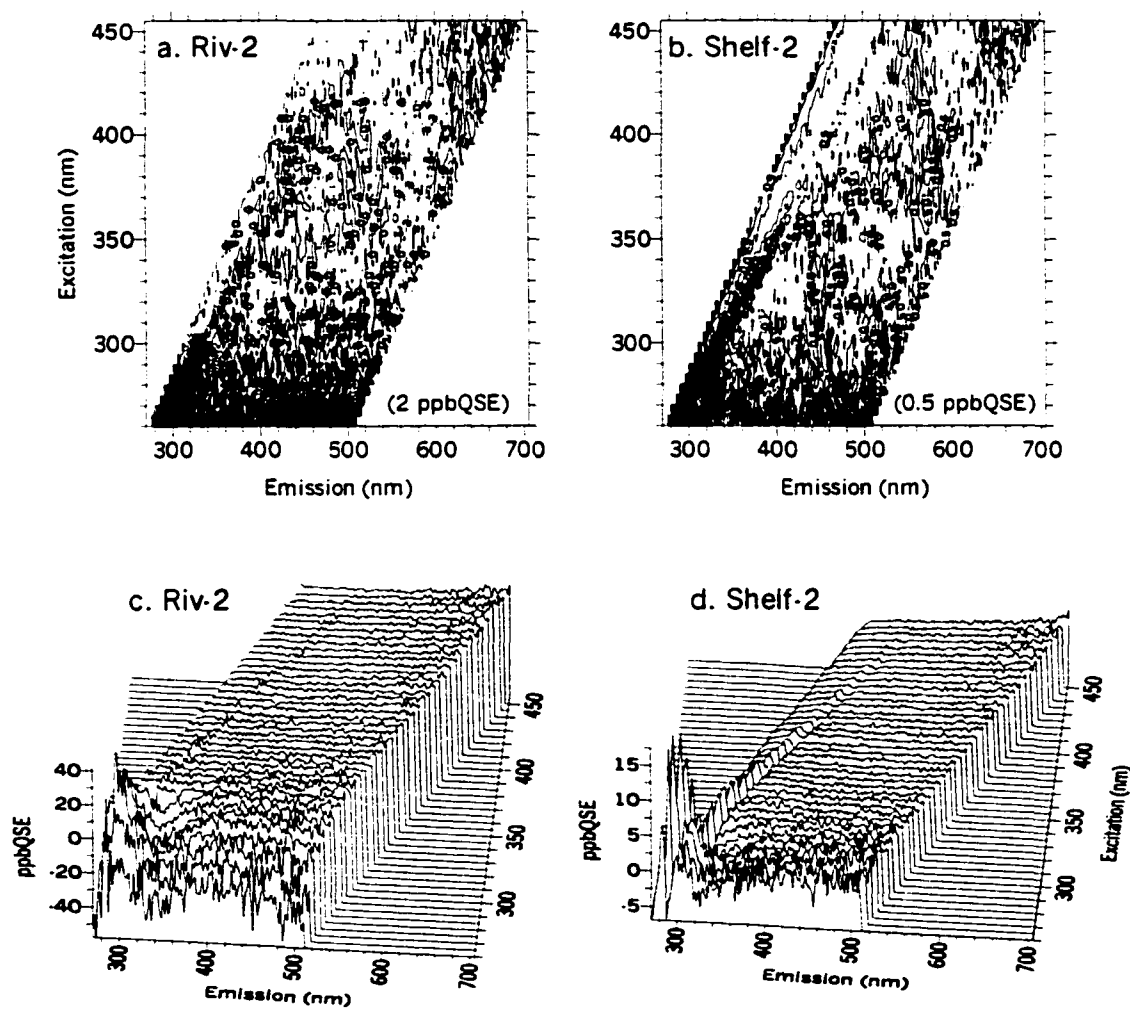 a. Riv-2
450
400
350
300
Excitation (nm)
(2 ppbQSE)
300 400 500 600 700
Emission (nm)
b. Shelf-2
450
400
350
300
(0.5 ppbQSE)
300 400 500 600 700
Emission (nm)
c. Riv-2
40
20
0
-20
-40
ppbQSE
300 400 500 600 700
Emission (nm)
300 350 400 450
d. Shelf-2
15
10
5
0
-5
ppbQSE
300 400 500 600 700
Emission (nm)
300 350 400 450
Excitation (nm)